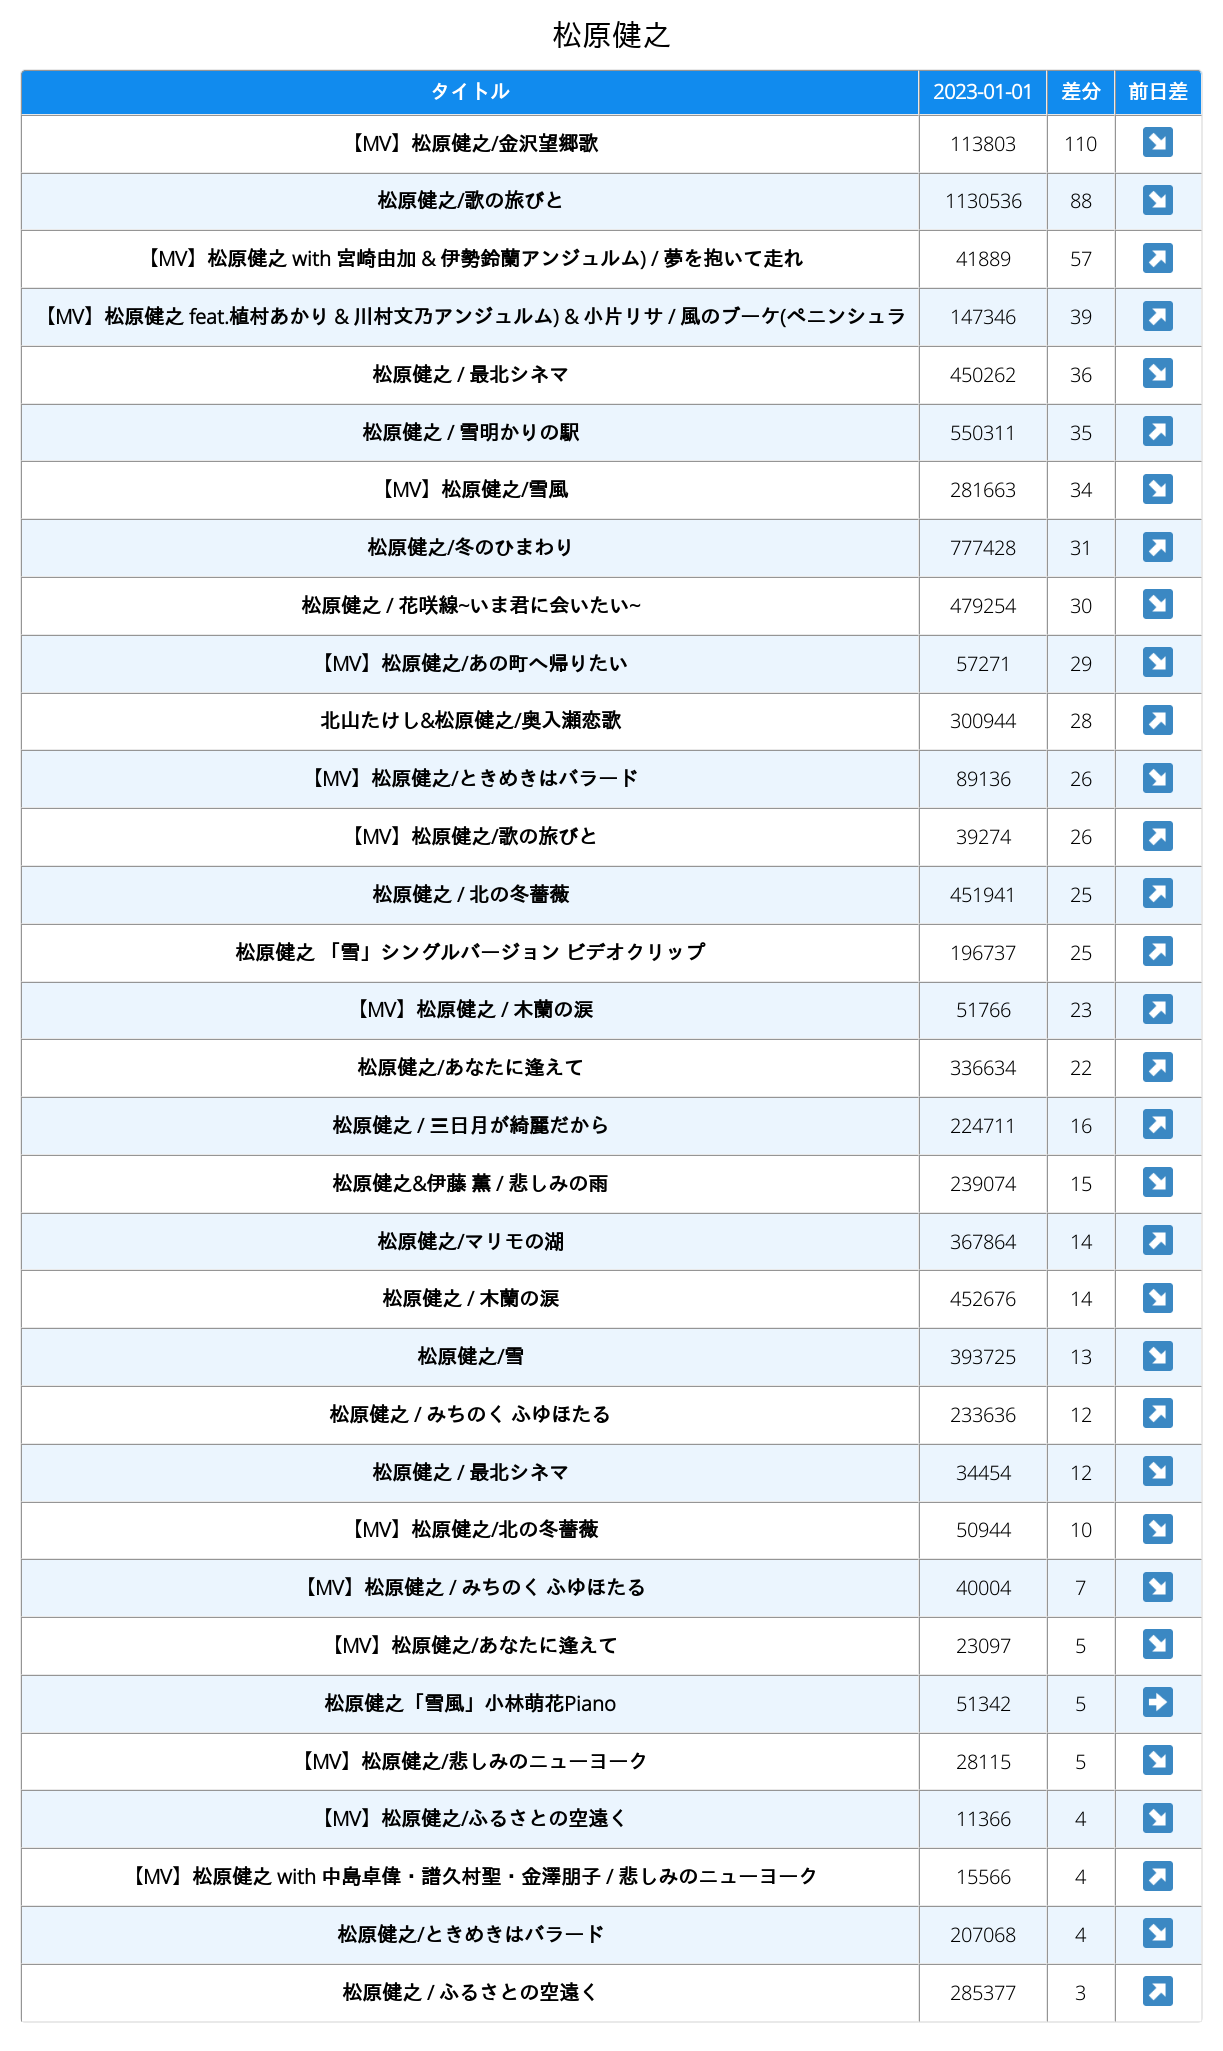 松原健之
タイトル 2023-01-01 差分 前日差
【MV】松原健之/金沢望郷歌 113803 110 ↘
松原健之/歌の旅びと 1130536 88 ↘
【MV】松原健之 with 宮崎由加 & 伊勢鈴蘭アンジュルム) / 夢を抱いて走れ 41889 57 ↗
【MV】松原健之 feat.植村あかり & 川村文乃アンジュルム) & 小片リサ / 風のブーケ(ペニンシュラ 147346 39 ↗
松原健之 / 最北シネマ 450262 36 ↘
松原健之 / 雪明かりの駅 550311 35 ↗
【MV】松原健之/雪風 281663 34 ↘
松原健之/冬のひまわり 777428 31 ↗
松原健之 / 花咲線~いま君に会いたい~ 479254 30 ↘
【MV】松原健之/あの町へ帰りたい 57271 29 ↘
北山たけし&松原健之/奥入瀬恋歌 300944 28 ↗
【MV】松原健之/ときめきはバラード 89136 26 ↘
【MV】松原健之/歌の旅びと 39274 26 ↗
松原健之 / 北の冬薔薇 451941 25 ↗
松原健之 「雪」シングルバージョン ビデオクリップ 196737 25 ↗
【MV】松原健之 / 木蘭の涙 51766 23 ↗
松原健之/あなたに逢えて 336634 22 ↗
松原健之 / 三日月が綺麗だから 224711 16 ↗
松原健之&伊藤 薫 / 悲しみの雨 239074 15 ↘
松原健之/マリモの湖 367864 14 ↗
松原健之 / 木蘭の涙 452676 14 ↘
松原健之/雪 393725 13 ↘
松原健之 / みちのく ふゆほたる 233636 12 ↗
松原健之 / 最北シネマ 34454 12 ↘
【MV】松原健之/北の冬薔薇 50944 10 ↘
【MV】松原健之 / みちのく ふゆほたる 40004 7 ↘
【MV】松原健之/あなたに逢えて 23097 5 ↘
松原健之「雪風」小林萌花Piano 51342 5 ➡
【MV】松原健之/悲しみのニューヨーク 28115 5 ↘
【MV】松原健之/ふるさとの空遠く 11366 4 ↘
【MV】松原健之 with 中島卓偉・譜久村聖・金澤朋子 / 悲しみのニューヨーク 15566 4 ↗
松原健之/ときめきはバラード 207068 4 ↘
松原健之 / ふるさとの空遠く 285377 3 ↗